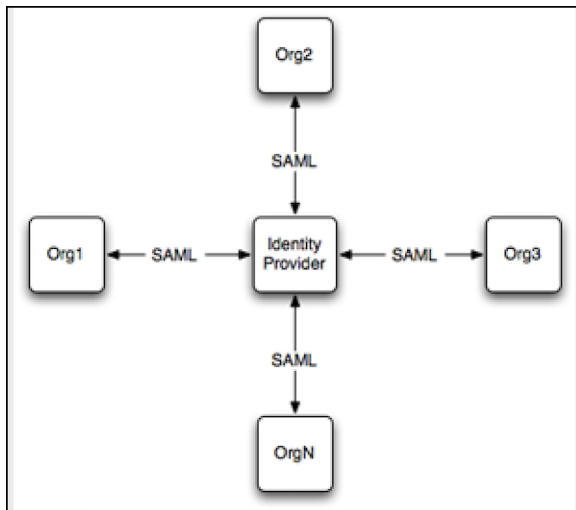 Org2
SAML
Org1
SAML
Identity
Provider
SAML
Org3
SAML
OrgN